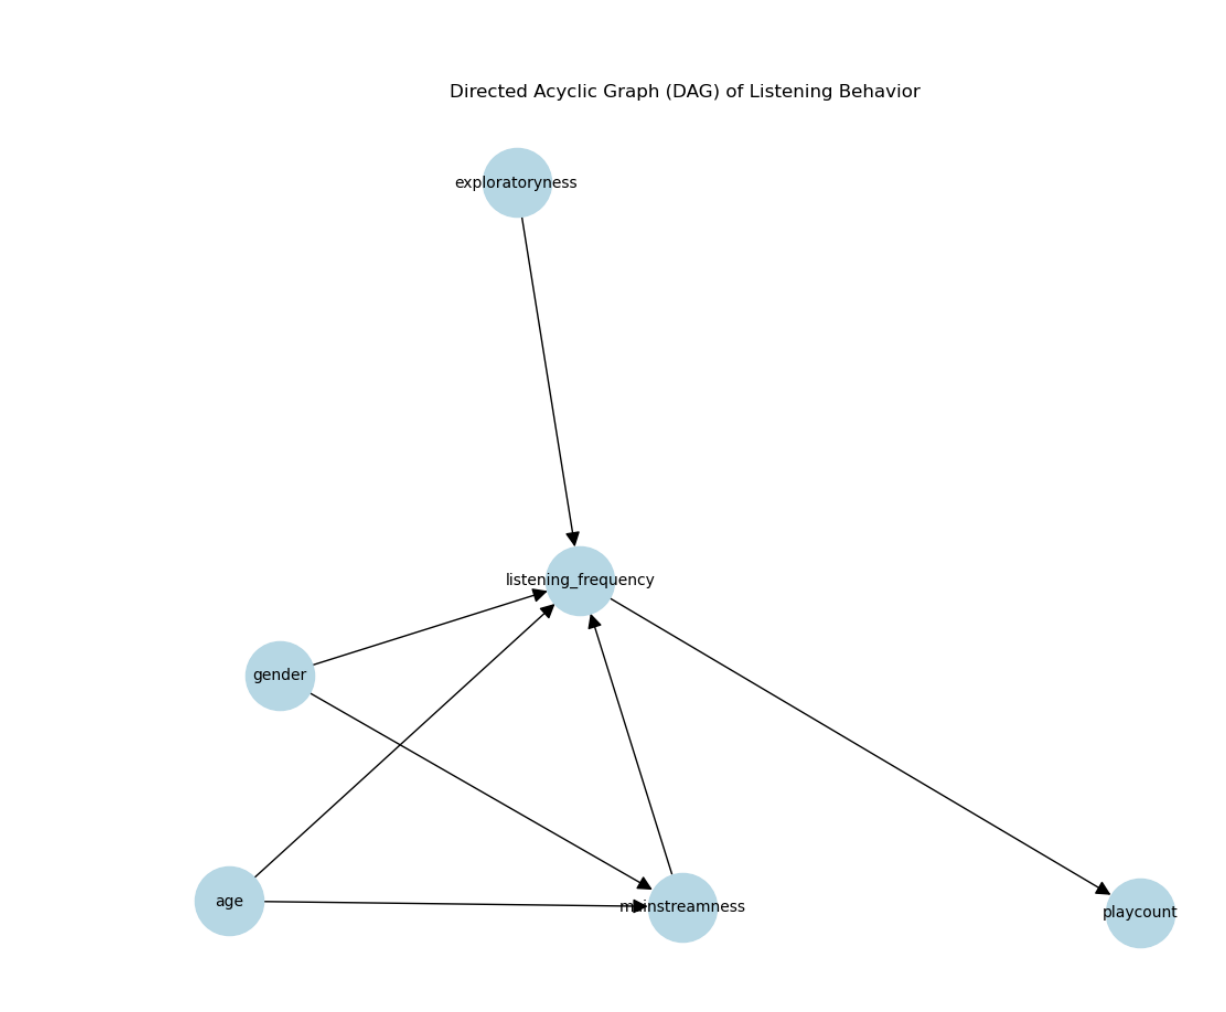 Directed Acyclic Graph (DAG) of Listening Behavior
exploratoryness
listening_frequency
gender
age
mainstreamness
playcount